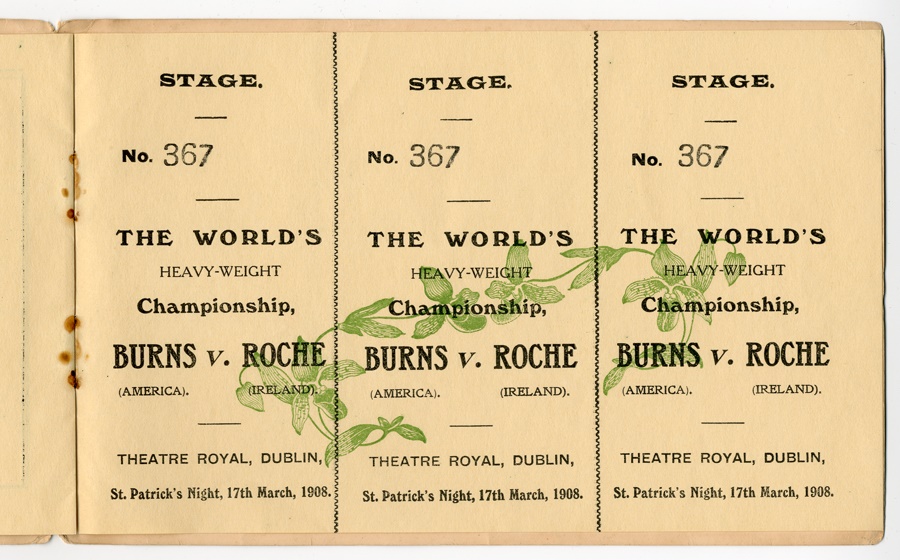 STAGE.
No. 367
THE WORLD'S
HEAVY-WEIGHT
Championship,
BURNS v. ROCHE
(AMERICA). (IRELAND).
THEATRE ROYAL, DUBLIN,
St. Patrick's Night, 17th March, 1908.
STAGE.
No. 367
THE WORLD'S
HEAVY-WEIGHT
Championship,
BURNS v. ROCHE
(AMERICA). (IRELAND).
THEATRE ROYAL, DUBLIN,
St. Patrick's Night, 17th March, 1908.
STAGE.
No. 367
THE WORLD'S
HEAVY-WEIGHT
Championship,
BURNS v. ROCHE
(AMERICA). (IRELAND).
THEATRE ROYAL, DUBLIN,
St. Patrick's Night, 17th March, 1908.